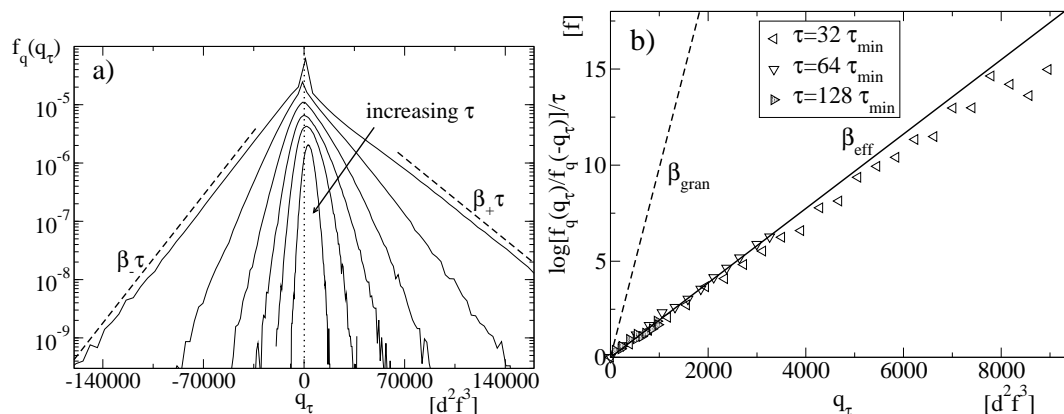 f_q(q_τ)
a)
10^-5
10^-6
10^-7
10^-8
10^-9
increasing τ
β_-τ
β_+τ
-140000 -70000 0 70000 140000
q_τ [d^2f^3]
[f]
b)
log[f_q(q_τ)/f_q(-q_τ)]/τ
15
10
5
0
τ=32 τ_min
τ=64 τ_min
τ=128 τ_min
β_gran
β_eff
0 2000 4000 6000 8000
q_τ [d^2f^3]